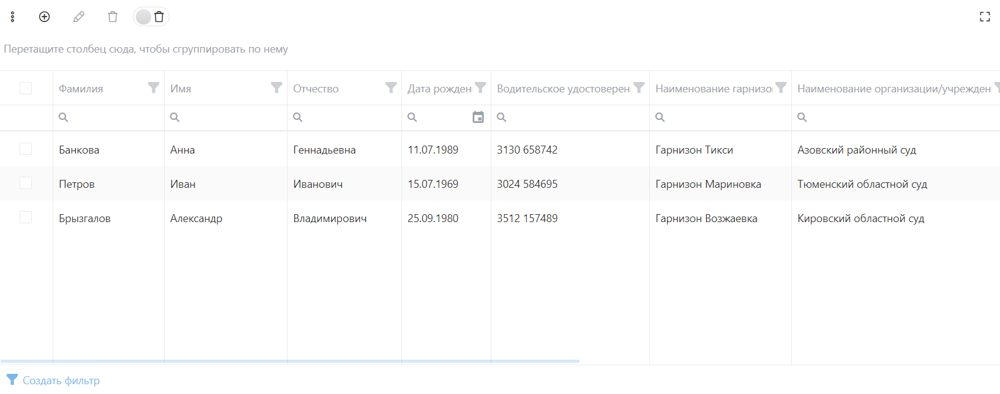 Перетащите столбец сюда, чтобы сгруппировать по нему
Фамилия Имя Отчество Дата рожден Водительское удостоверен Наименование гарнизо Наименование организации/учрежден
Банкова Анна Геннадьевна 11.07.1989 3130 658742 Гарнизон Тикси Азовский районный суд
Петров Иван Иванович 15.07.1969 3024 584695 Гарнизон Мариновка Тюменский областной суд
Брызгалов Александр Владимирович 25.09.1980 3512 157489 Гарнизон Возжаевка Кировский областной суд
Создать фильтр